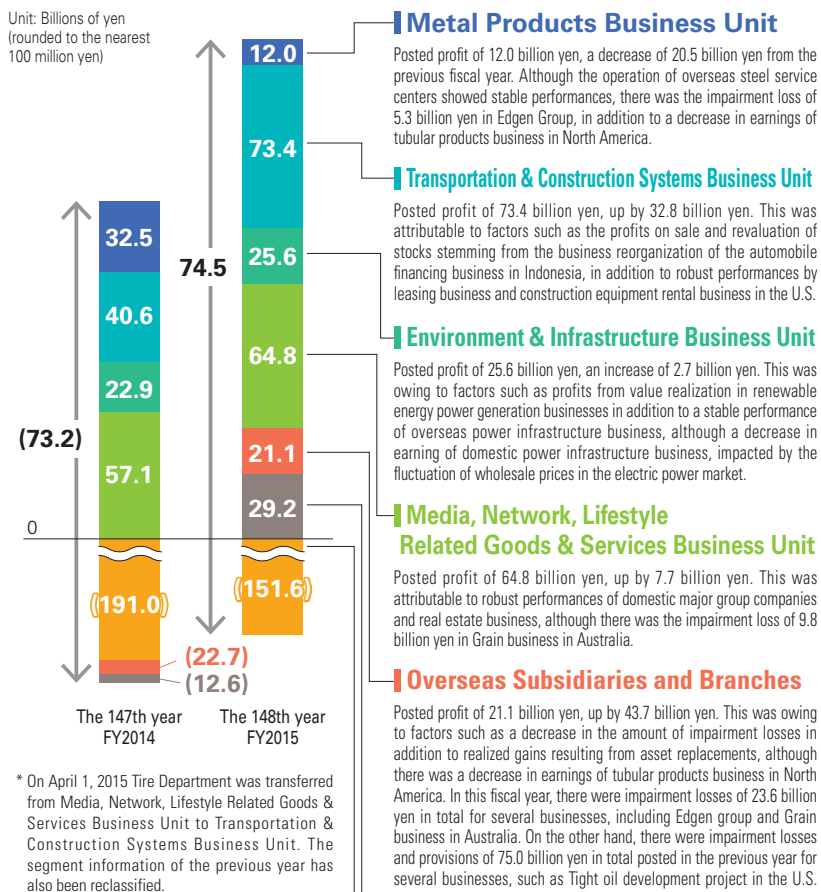 Unit: Billions of yen
(rounded to the nearest
100 million yen)
32.5
40.6
22.9
57.1
(73.2)
0
(191.0)
(22.7)
(12.6)
The 147th year
FY2014
12.0
73.4
25.6
74.5
64.8
21.1
29.2
(151.6)
The 148th year
FY2015
* On April 1, 2015 Tire Department was transferred
from Media, Network, Lifestyle Related Goods &
Services Business Unit to Transportation &
Construction Systems Business Unit. The
segment information of the previous year has
also been reclassified.
Metal Products Business Unit
Posted profit of 12.0 billion yen, a decrease of 20.5 billion yen from the
previous fiscal year. Although the operation of overseas steel service
centers showed stable performances, there was the impairment loss of
5.3 billion yen in Edgen Group, in addition to a decrease in earnings of
tubular products business in North America.
Transportation & Construction Systems Business Unit
Posted profit of 73.4 billion yen, up by 32.8 billion yen. This was
attributable to factors such as the profits on sale and revaluation of
stocks stemming from the business reorganization of the automobile
financing business in Indonesia, in addition to robust performances by
leasing business and construction equipment rental business in the U.S.
Environment & Infrastructure Business Unit
Posted profit of 25.6 billion yen, an increase of 2.7 billion yen. This was
owing to factors such as profits from value realization in renewable
energy power generation businesses in addition to a stable performance
of overseas power infrastructure business, although a decrease in
earning of domestic power infrastructure business, impacted by the
fluctuation of wholesale prices in the electric power market.
Media, Network, Lifestyle
Related Goods & Services Business Unit
Posted profit of 64.8 billion yen, up by 7.7 billion yen. This was
attributable to robust performances of domestic major group companies
and real estate business, although there was the impairment loss of 9.8
billion yen in Grain business in Australia.
Overseas Subsidiaries and Branches
Posted profit of 21.1 billion yen, up by 43.7 billion yen. This was owing
to factors such as a decrease in the amount of impairment losses in
addition to realized gains resulting from asset replacements, although
there was a decrease in earnings of tubular products business in North
America. In this fiscal year, there were impairment losses of 23.6 billion
yen in total for several businesses, including Edgen group and Grain
business in Australia. On the other hand, there were impairment losses
and provisions of 75.0 billion yen in total posted in the previous year for
several businesses, such as Tight oil development project in the U.S.